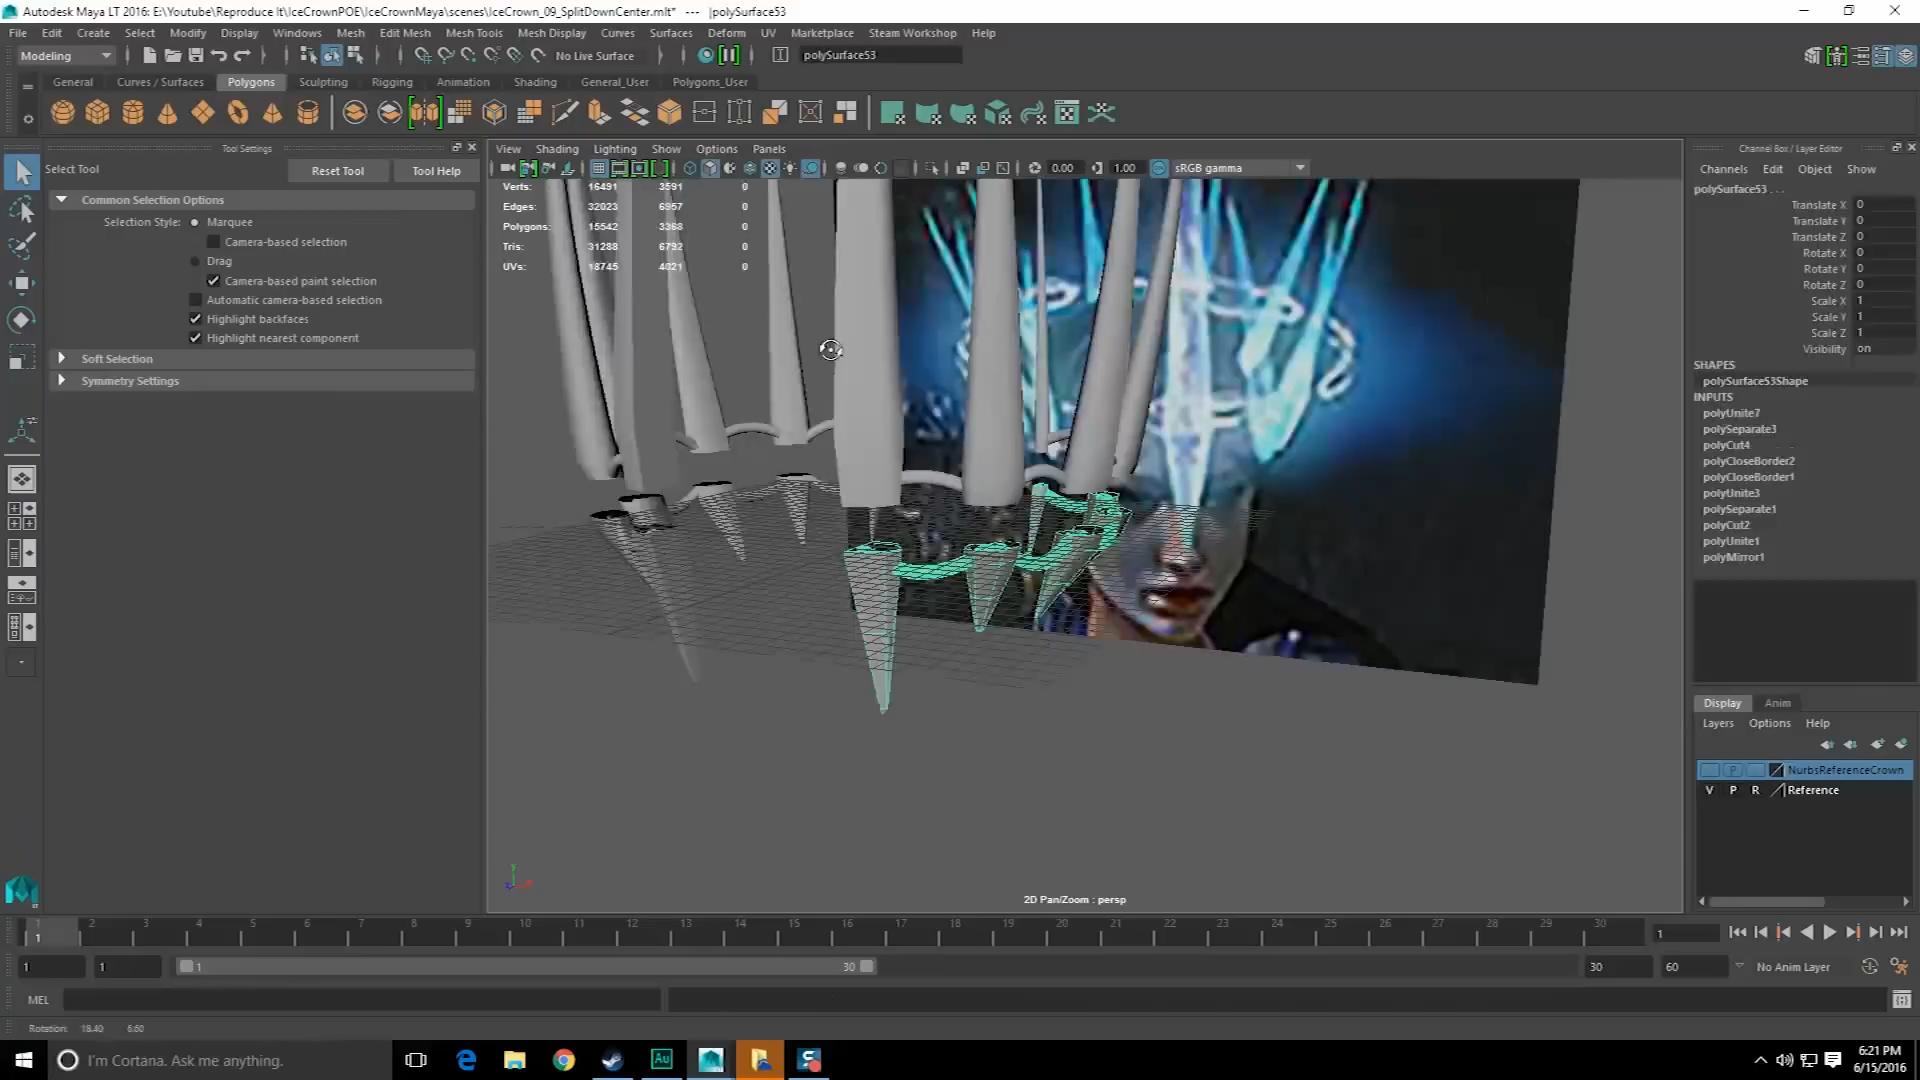 Autodesk Maya LT 2016: E:\Youtube\Reproduce It\IceCrownPOE\IceCrownMaya\scenes\IceCrown_09_SplitDownCenter.mlt* --- |polySurface53
File Edit Create Select Modify Display Windows Mesh Edit Mesh Mesh Tools Mesh Display Curves Surfaces Deform UV Marketplace Steam Workshop Help
Modeling No Live Surface polySurface53
General Curves / Surfaces Polygons Sculpting Rigging Animation Shading General_User Polygons_User
Tool Settings
Select Tool Reset Tool Tool Help
Common Selection Options
Selection Style: Marquee
Camera-based selection
Drag
Camera-based paint selection
Automatic camera-based selection
Highlight backfaces
Highlight nearest component
Soft Selection
Symmetry Settings
View Shading Lighting Show Options Panels
0.00 1.00 sRGB gamma
Verts: 16491 3591 0
Edges: 32023 6957 0
Polygons: 15542 3368 0
Tris: 31288 6792 0
UVs: 18745 4021 0
2D Pan/Zoom : persp
Channel Box / Layer Editor
Channels Edit Object Show
polySurface53 . . .
Translate X 0
Translate Y 0
Translate Z 0
Rotate X 0
Rotate Y 0
Rotate Z 0
Scale X 1
Scale Y 1
Scale Z 1
Visibility on
SHAPES
polySurface53Shape
INPUTS
polyUnite7
polySeparate3
polyCut4
polyCloseBorder2
polyCloseBorder1
polyUnite3
polySeparate1
polyCut2
polyUnite1
polyMirror1
Display Anim
Layers Options Help
P NurbsReferenceCrown
V P R Reference
1 2 3 4 5 6 7 8 9 10 11 12 13 14 15 16 17 18 19 20 21 22 23 24 25 26 27 28 29 30
1 1
1 1 1 30 30 60 No Anim Layer
MEL
Rotation: 18.40 6.60
I'm Cortana. Ask me anything.
Au
S
6:21 PM
6/15/2016